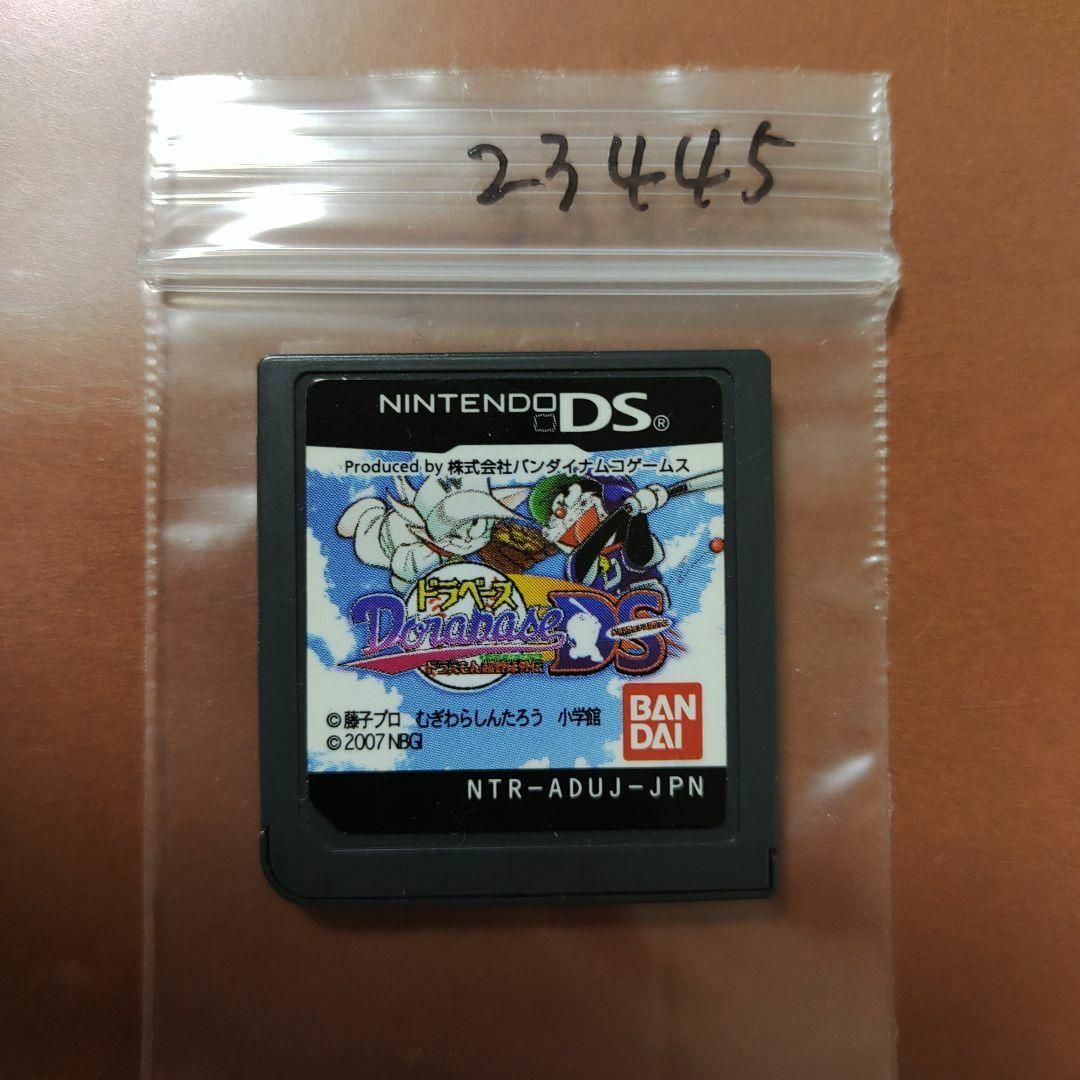 23445
NINTENDO DS®
Produced by 株式会社バンダイナムコゲームス
W
ドラベース
Dorabase DS
D
©藤子プロ むぎわらしんたろう 小学館
©2007 NBGI
BAN
DAI
NTR-ADUJ-JPN